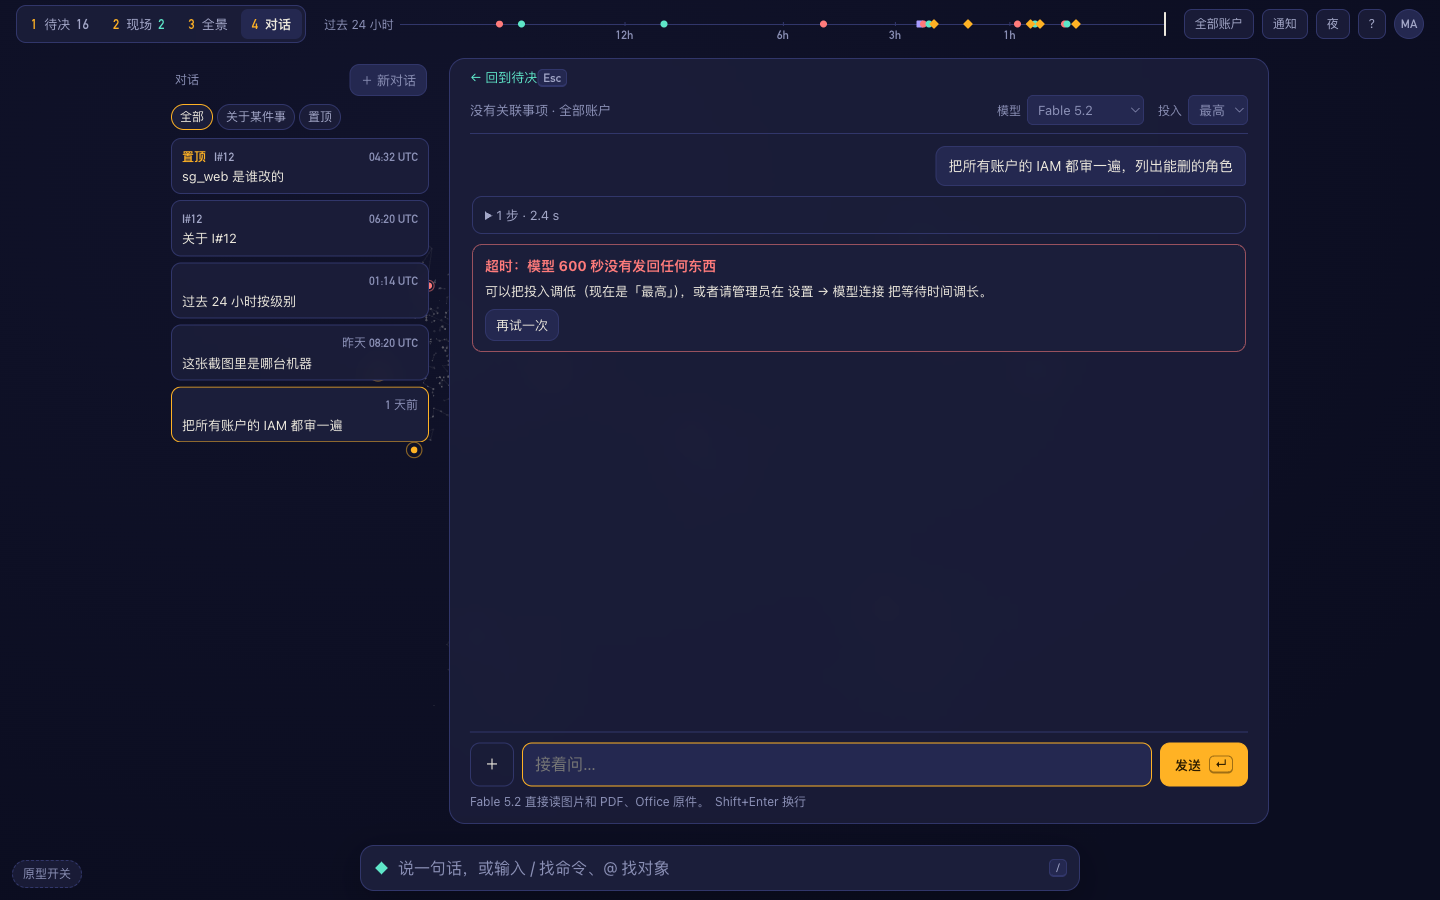 1 待决 16 2 现场 2 3 全景 4 对话
过去 24 小时
12h 6h 3h 1h
全部账户 通知 夜 ? MA
对话
+ 新对话
全部 关于某件事 置顶
置顶 I#12 04:32 UTC
sg_web 是谁改的
I#12 06:20 UTC
关于 I#12
01:14 UTC
过去 24 小时按级别
昨天 08:20 UTC
这张截图里是哪台机器
1 天前
把所有账户的 IAM 都审一遍
← 回到待决 Esc
没有关联事项 · 全部账户
模型 Fable 5.2 投入 最高
把所有账户的 IAM 都审一遍，列出能删的角色
▶ 1 步 · 2.4 s
超时：模型 600 秒没有发回任何东西
可以把投入调低（现在是「最高」），或者请管理员在 设置 → 模型连接 把等待时间调长。
再试一次
+ 接着问… 发送 ↵
Fable 5.2 直接读图片和 PDF、Office 原件。 Shift+Enter 换行
说一句话，或输入 / 找命令、@ 找对象 /
原型开关